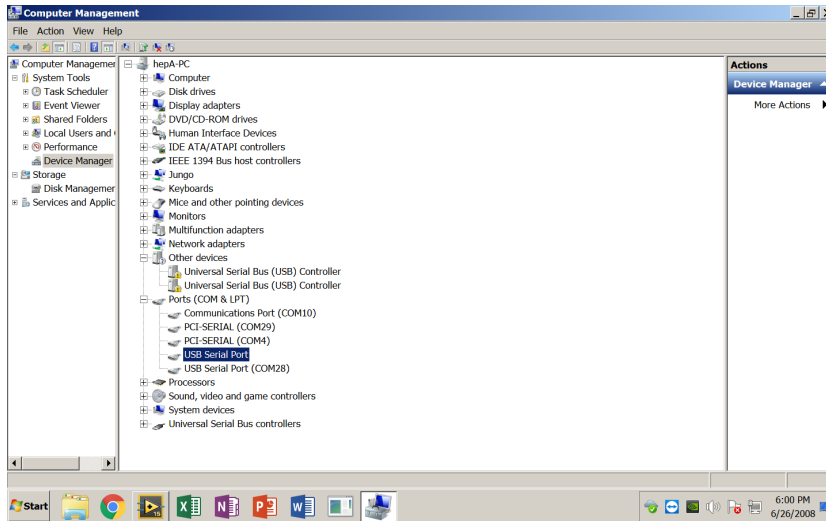 Computer Management
File Action View Help
Computer Managemer
System Tools
Task Scheduler
Event Viewer
Shared Folders
Local Users and
Performance
Device Manager
Storage
Disk Managemer
Services and Applic
hepA-PC
Computer
Disk drives
Display adapters
DVD/CD-ROM drives
Human Interface Devices
IDE ATA/ATAPI controllers
IEEE 1394 Bus host controllers
Jungo
Keyboards
Mice and other pointing devices
Monitors
Multifunction adapters
Network adapters
Other devices
Universal Serial Bus (USB) Controller
Universal Serial Bus (USB) Controller
Ports (COM & LPT)
Communications Port (COM10)
PCI-SERIAL (COM29)
PCI-SERIAL (COM4)
USB Serial Port
USB Serial Port (COM28)
Processors
Sound, video and game controllers
System devices
Universal Serial Bus controllers
Actions
Device Manager
More Actions
Start
15
6:00 PM
6/26/2008